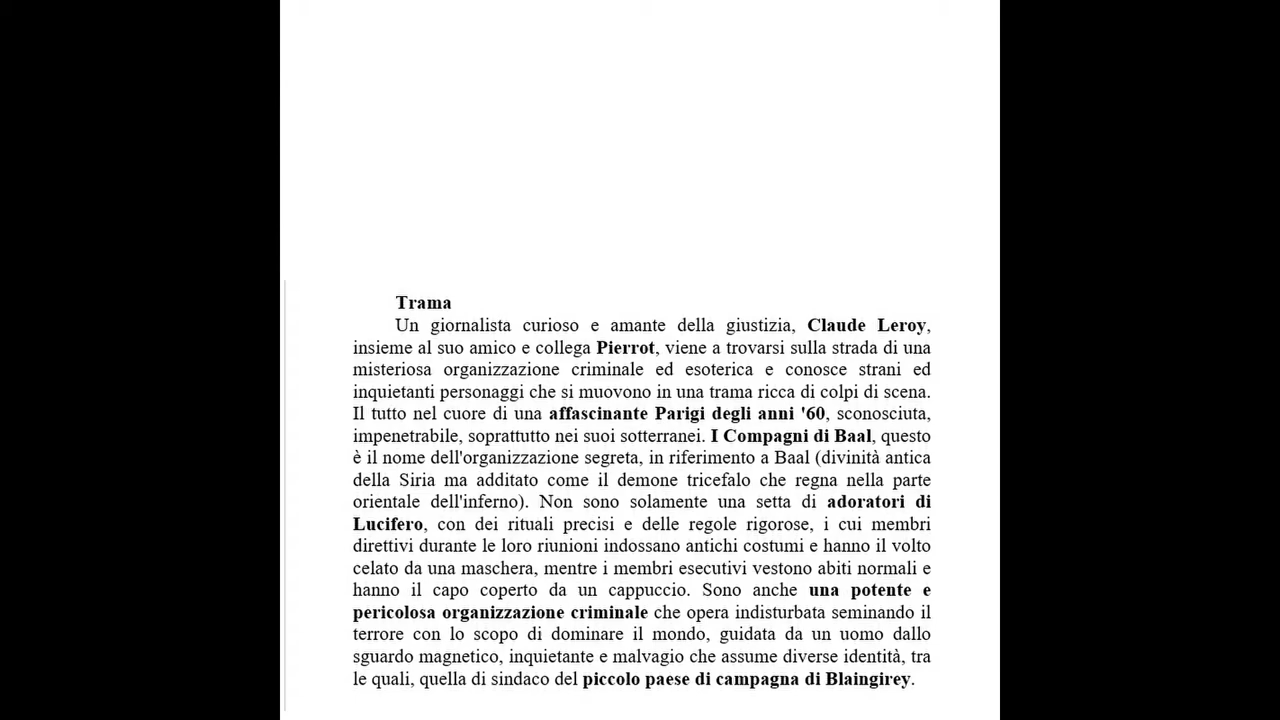 Trama
Un giornalista curioso e amante della giustizia, Claude Leroy,
insieme al suo amico e collega Pierrot, viene a trovarsi sulla strada di una
misteriosa organizzazione criminale ed esoterica e conosce strani ed
inquietanti personaggi che si muovono in una trama ricca di colpi di scena.
Il tutto nel cuore di una affascinante Parigi degli anni '60, sconosciuta,
impenetrabile, soprattutto nei suoi sotterranei. I Compagni di Baal, questo
è il nome dell'organizzazione segreta, in riferimento a Baal (divinità antica
della Siria ma additato come il demone tricefalo che regna nella parte
orientale dell'inferno). Non sono solamente una setta di adoratori di
Lucifero, con dei rituali precisi e delle regole rigorose, i cui membri
direttivi durante le loro riunioni indossano antichi costumi e hanno il volto
celato da una maschera, mentre i membri esecutivi vestono abiti normali e
hanno il capo coperto da un cappuccio. Sono anche una potente e
pericolosa organizzazione criminale che opera indisturbata seminando il
terrore con lo scopo di dominare il mondo, guidata da un uomo dallo
sguardo magnetico, inquietante e malvagio che assume diverse identità, tra
le quali, quella di sindaco del piccolo paese di campagna di Blaingirey.